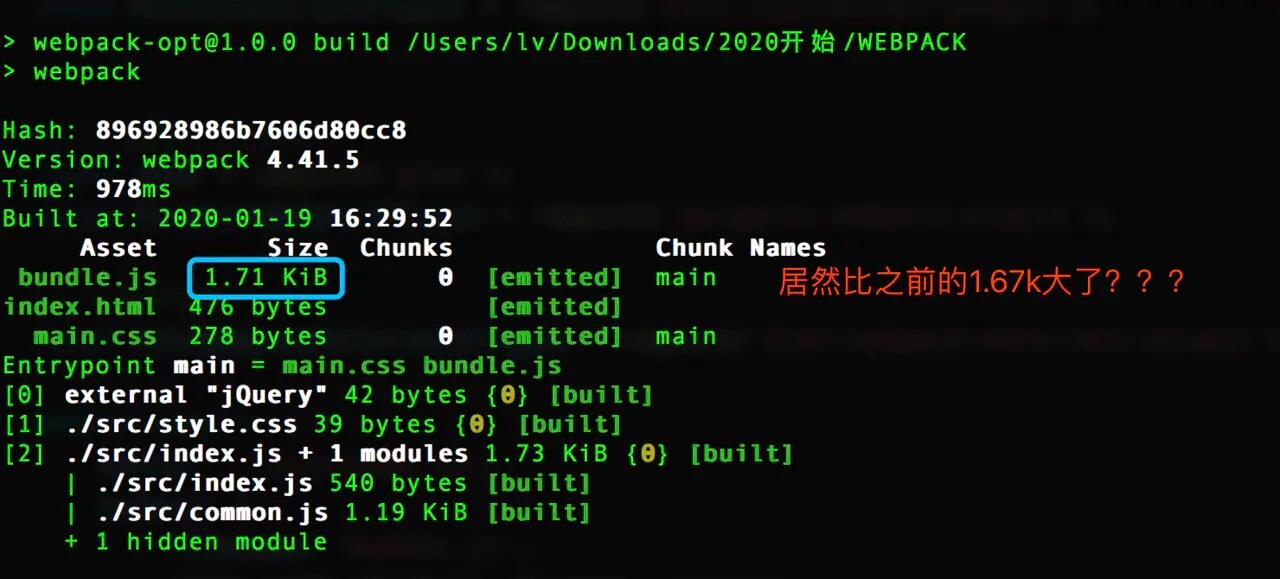 > webpack-opt@1.0.0 build /Users/lv/Downloads/2020开始/WEBPACK
> webpack
Hash: 896928986b7606d80cc8
Version: webpack 4.41.5
Time: 978ms
Built at: 2020-01-19 16:29:52
Asset Size Chunks Chunk Names
bundle.js 1.71 KiB 0 [emitted] main 居然比之前的1.67k大了？？？
index.html 476 bytes [emitted]
main.css 278 bytes 0 [emitted] main
Entrypoint main = main.css bundle.js
[0] external "jQuery" 42 bytes {0} [built]
[1] ./src/style.css 39 bytes {0} [built]
[2] ./src/index.js + 1 modules 1.73 KiB {0} [built]
| ./src/index.js 540 bytes [built]
| ./src/common.js 1.19 KiB [built]
+ 1 hidden module